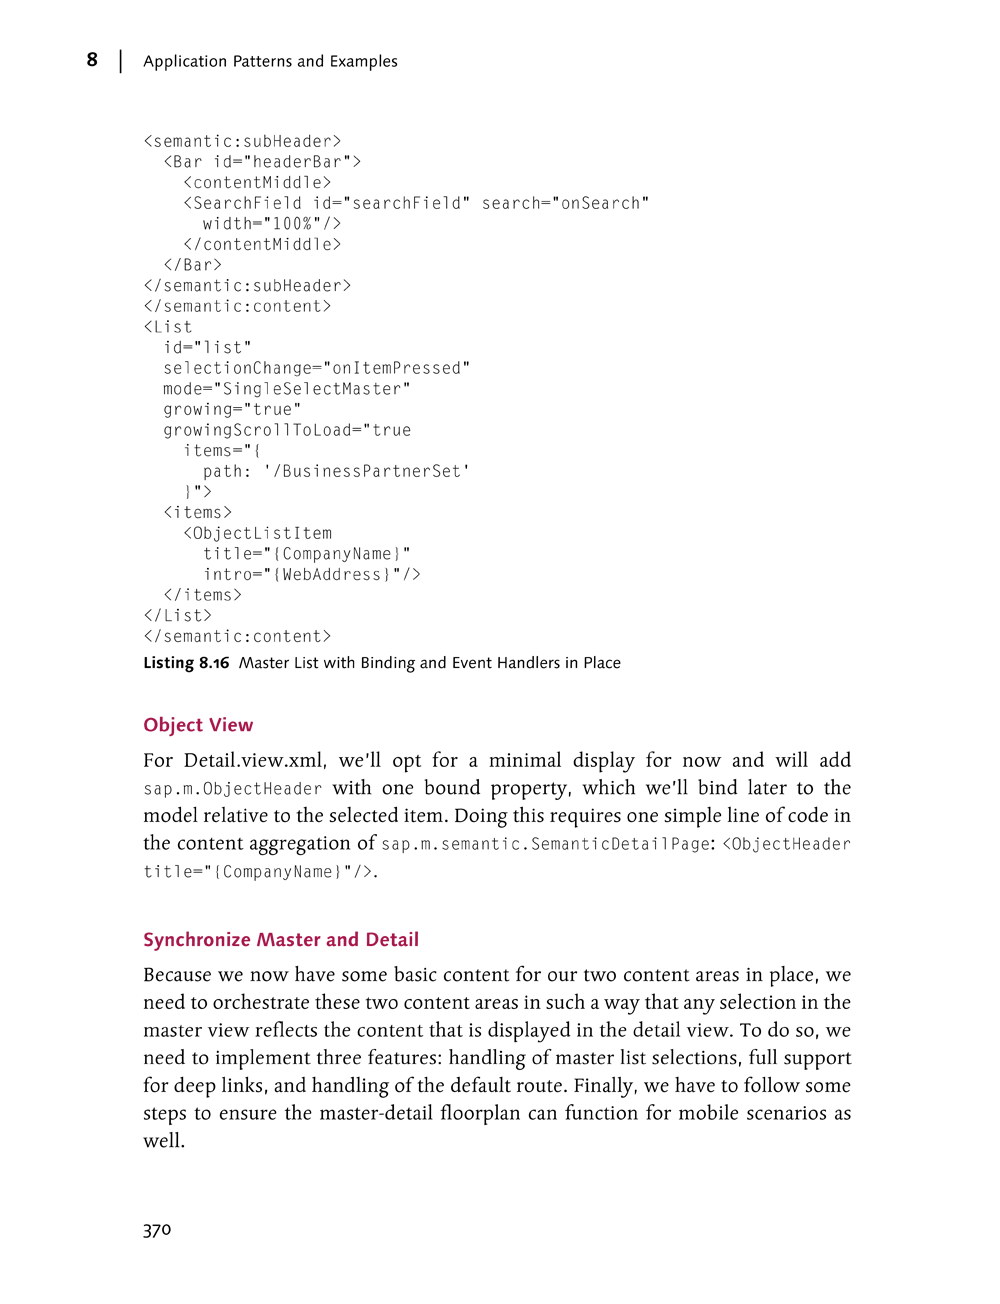 8 | Application Patterns and Examples
<semantic:subHeader>
  <Bar id="headerBar">
    <contentMiddle>
    <SearchField id="searchField" search="onSearch"
      width="100%"/>
    </contentMiddle>
  </Bar>
</semantic:subHeader>
</semantic:content>
<List
  id="list"
  selectionChange="onItemPressed"
  mode="SingleSelectMaster"
  growing="true"
  growingScrollToLoad="true
    items="{
      path: '/BusinessPartnerSet'
    }">
  <items>
    <ObjectListItem
      title="{CompanyName}"
      intro="{WebAddress}"/>
  </items>
</List>
</semantic:content>
Listing 8.16 Master List with Binding and Event Handlers in Place
Object View
For Detail.view.xml, we'll opt for a minimal display for now and will add
sap.m.ObjectHeader with one bound property, which we'll bind later to the
model relative to the selected item. Doing this requires one simple line of code in
the content aggregation of sap.m.semantic.SemanticDetailPage: <ObjectHeader
title="{CompanyName}"/>.
Synchronize Master and Detail
Because we now have some basic content for our two content areas in place, we
need to orchestrate these two content areas in such a way that any selection in the
master view reflects the content that is displayed in the detail view. To do so, we
need to implement three features: handling of master list selections, full support
for deep links, and handling of the default route. Finally, we have to follow some
steps to ensure the master-detail floorplan can function for mobile scenarios as
well.
370